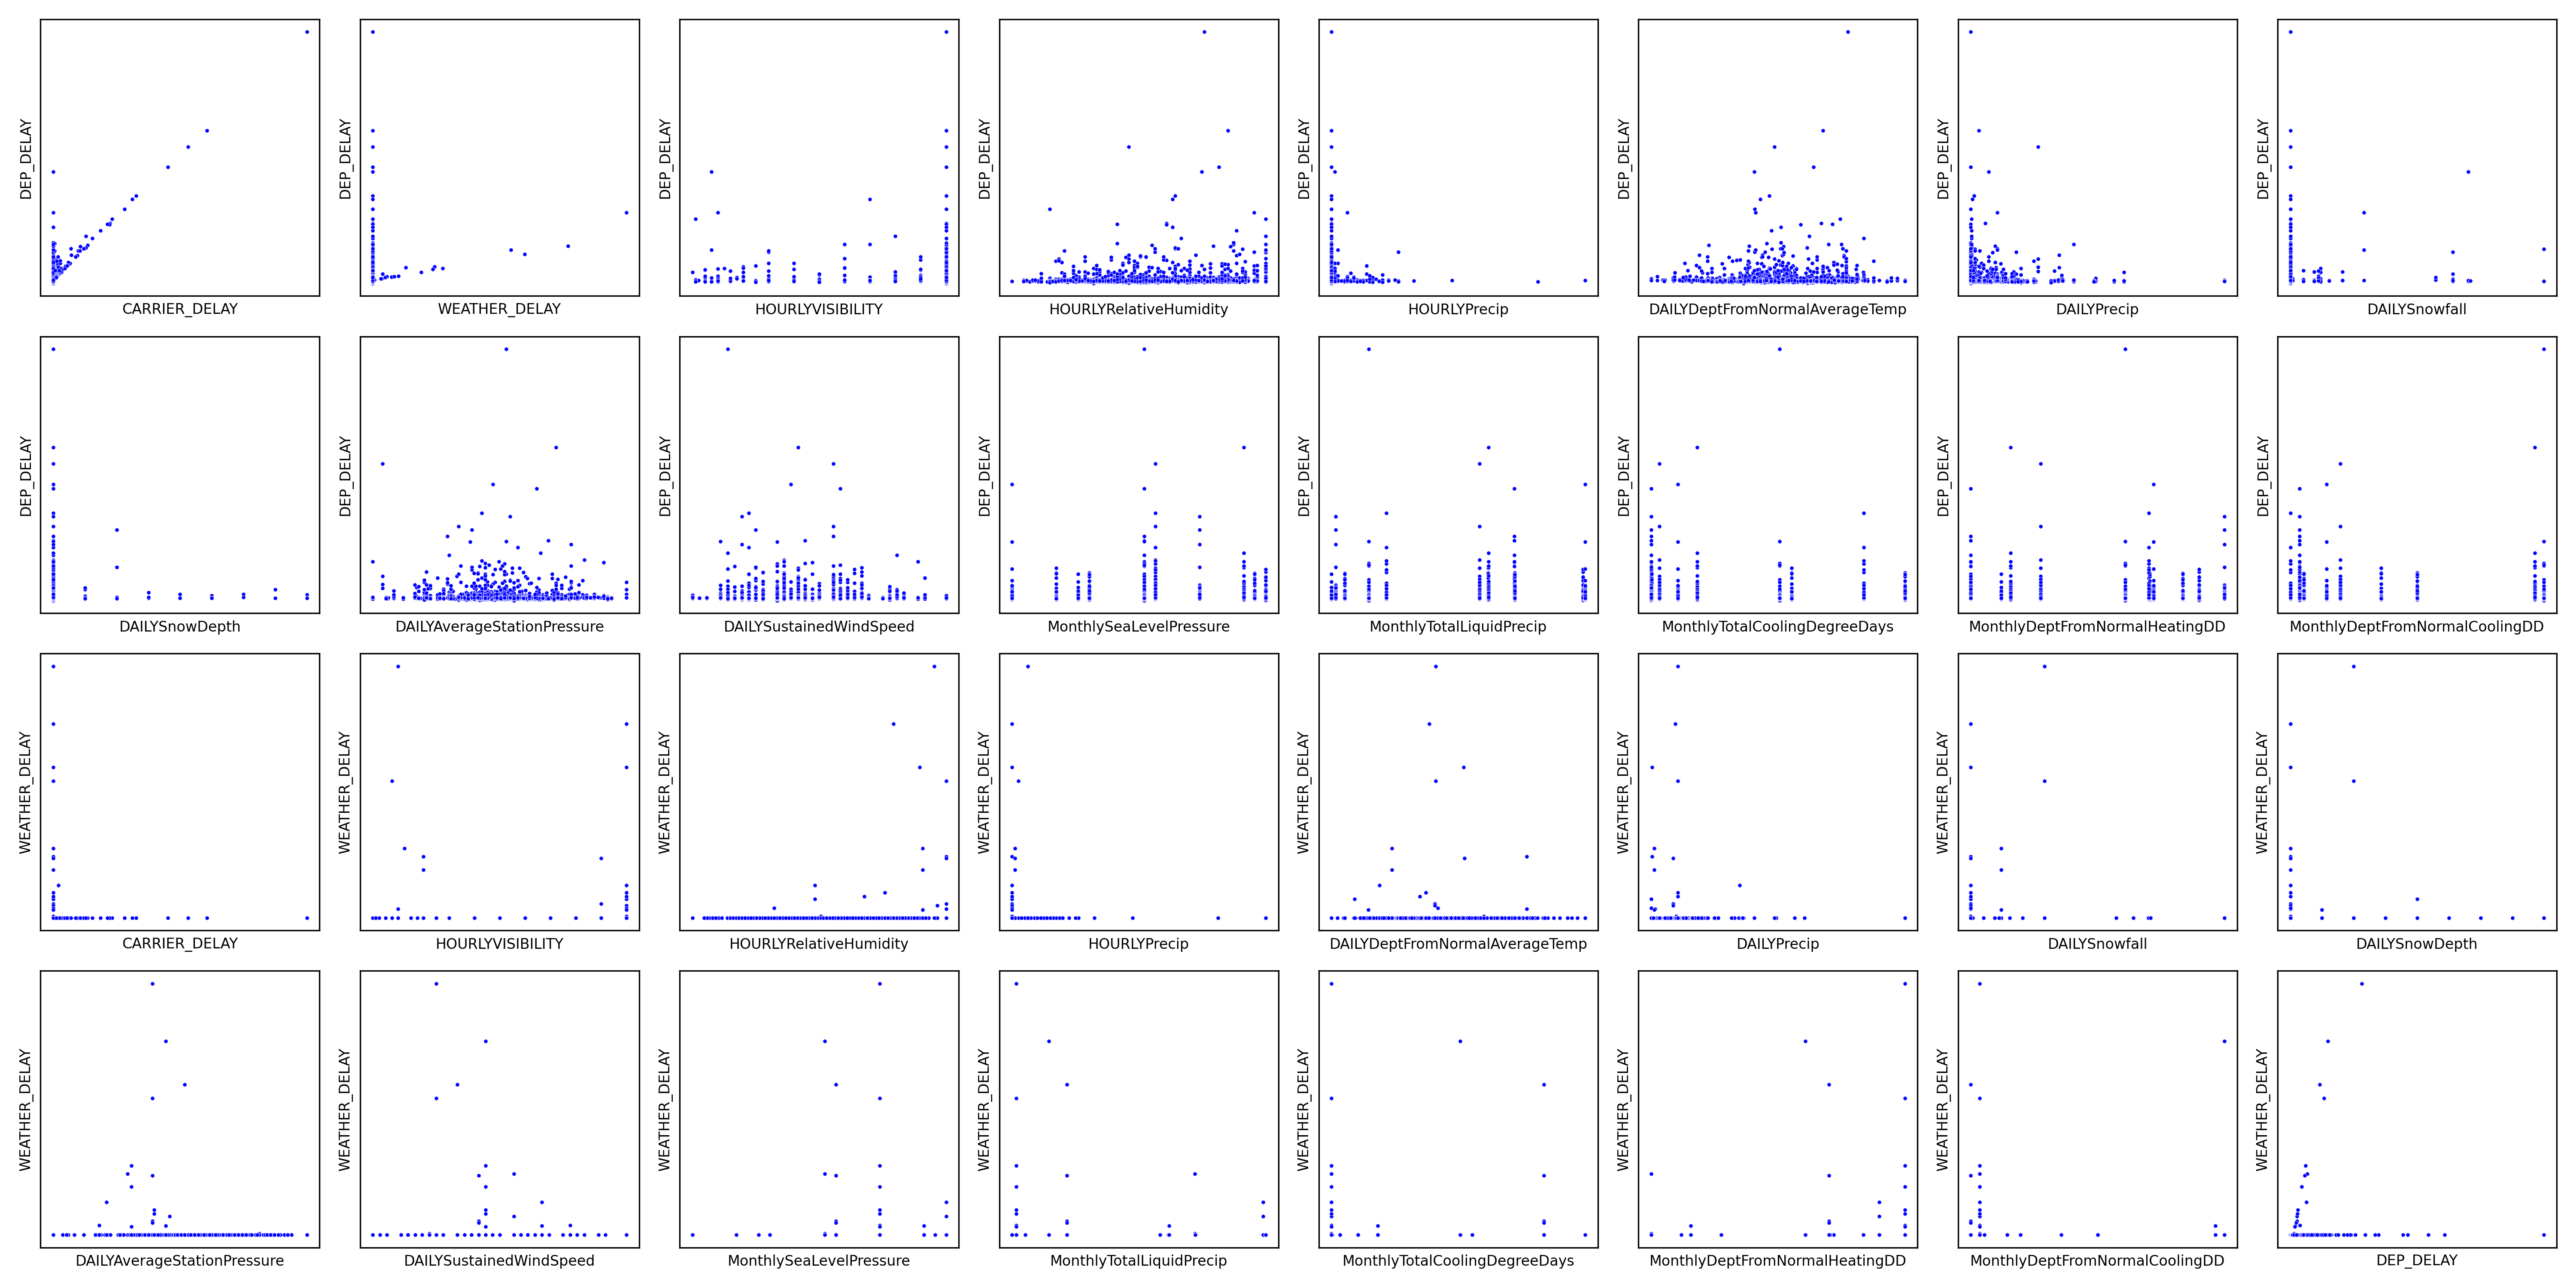 DEP_DELAY
CARRIER_DELAY
DEP_DELAY
WEATHER_DELAY
DEP_DELAY
HOURLYVISIBILITY
DEP_DELAY
HOURLYRelativeHumidity
DEP_DELAY
HOURLYPrecip
DEP_DELAY
DAILYDeptFromNormalAverageTemp
DEP_DELAY
DAILYPrecip
DEP_DELAY
DAILYSnowfall
DEP_DELAY
DAILYSnowDepth
DEP_DELAY
DAILYAverageStationPressure
DEP_DELAY
DAILYSustainedWindSpeed
DEP_DELAY
MonthlySeaLevelPressure
DEP_DELAY
MonthlyTotalLiquidPrecip
DEP_DELAY
MonthlyTotalCoolingDegreeDays
DEP_DELAY
MonthlyDeptFromNormalHeatingDD
DEP_DELAY
MonthlyDeptFromNormalCoolingDD
WEATHER_DELAY
CARRIER_DELAY
WEATHER_DELAY
HOURLYVISIBILITY
WEATHER_DELAY
HOURLYRelativeHumidity
WEATHER_DELAY
HOURLYPrecip
WEATHER_DELAY
DAILYDeptFromNormalAverageTemp
WEATHER_DELAY
DAILYPrecip
WEATHER_DELAY
DAILYSnowfall
WEATHER_DELAY
DAILYSnowDepth
WEATHER_DELAY
DAILYAverageStationPressure
WEATHER_DELAY
DAILYSustainedWindSpeed
WEATHER_DELAY
MonthlySeaLevelPressure
WEATHER_DELAY
MonthlyTotalLiquidPrecip
WEATHER_DELAY
MonthlyTotalCoolingDegreeDays
WEATHER_DELAY
MonthlyDeptFromNormalHeatingDD
WEATHER_DELAY
MonthlyDeptFromNormalCoolingDD
WEATHER_DELAY
DEP_DELAY